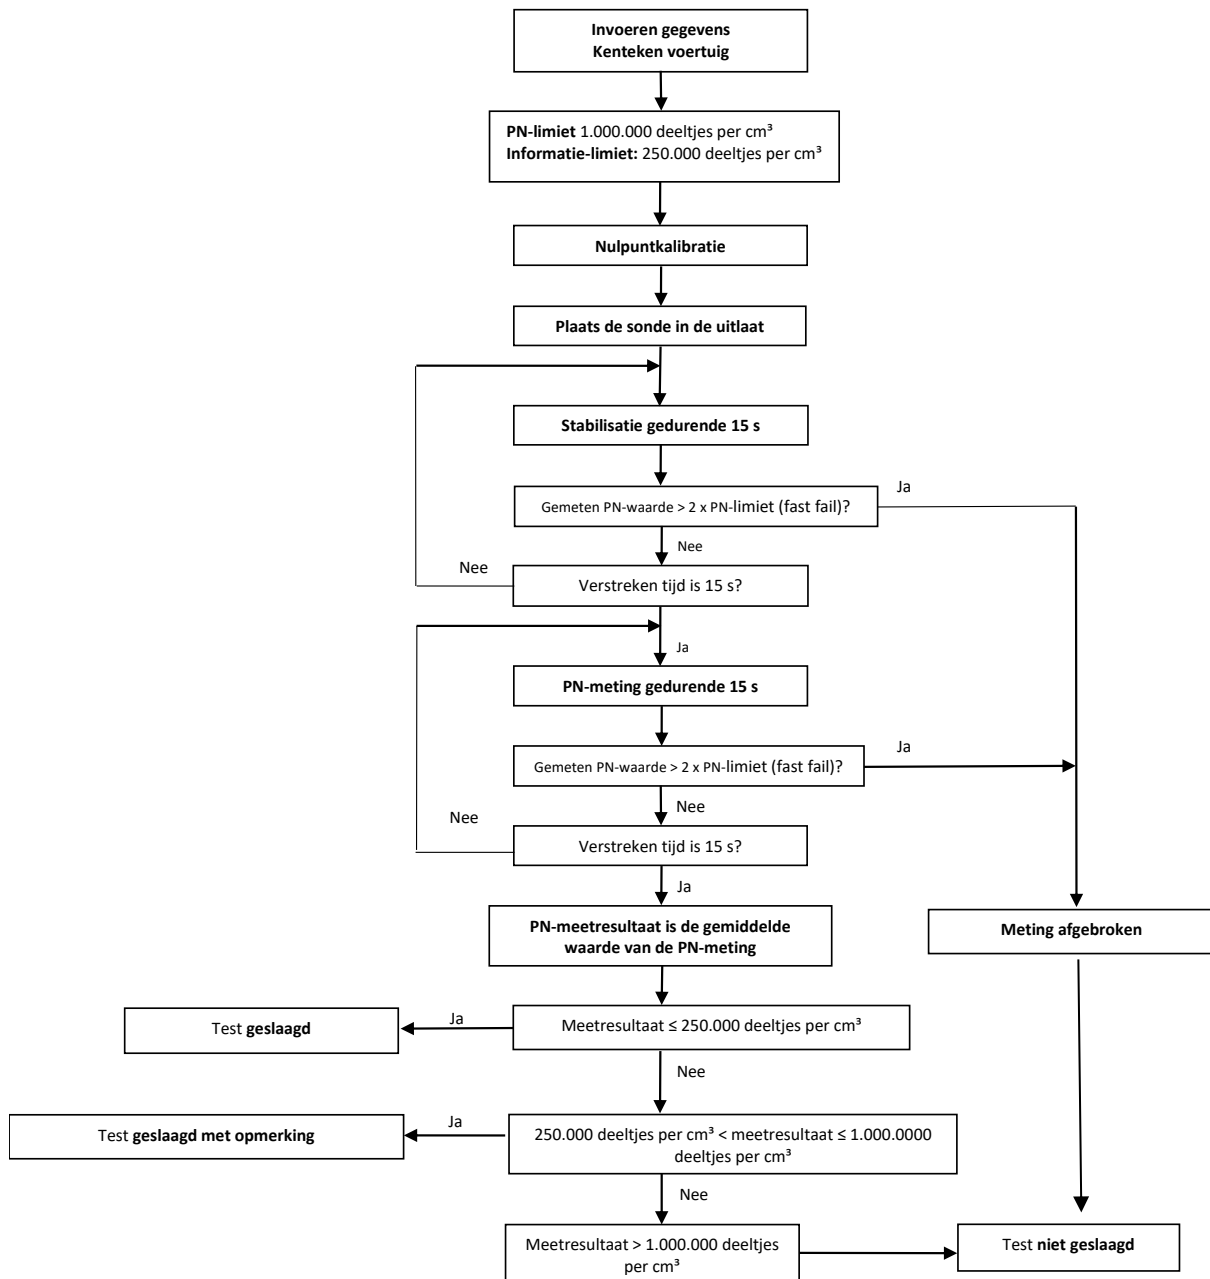 Invoeren gegevens
Kenteken voertuig
PN-limiet 1.000.000 deeltjes per cm³
Informatie-limiet: 250.000 deeltjes per cm³
Nulpuntkalibratie
Plaats de sonde in de uitlaat
Stabilisatie gedurende 15 s
Gemeten PN-waarde > 2 x PN-limiet (fast fail)?
Ja
Nee
Nee
Verstreken tijd is 15 s?
Ja
PN-meting gedurende 15 s
Gemeten PN-waarde > 2 x PN-limiet (fast fail)?
Ja
Nee
Nee
Verstreken tijd is 15 s?
Ja
PN-meetresultaat is de gemiddelde
waarde van de PN-meting
Meting afgebroken
Meetresultaat ≤ 250.000 deeltjes per cm³
Ja
Test geslaagd
Nee
250.000 deeltjes per cm³ < meetresultaat ≤ 1.000.0000
deeltjes per cm³
Ja
Test geslaagd met opmerking
Nee
Meetresultaat > 1.000.000 deeltjes
per cm³
Test niet geslaagd